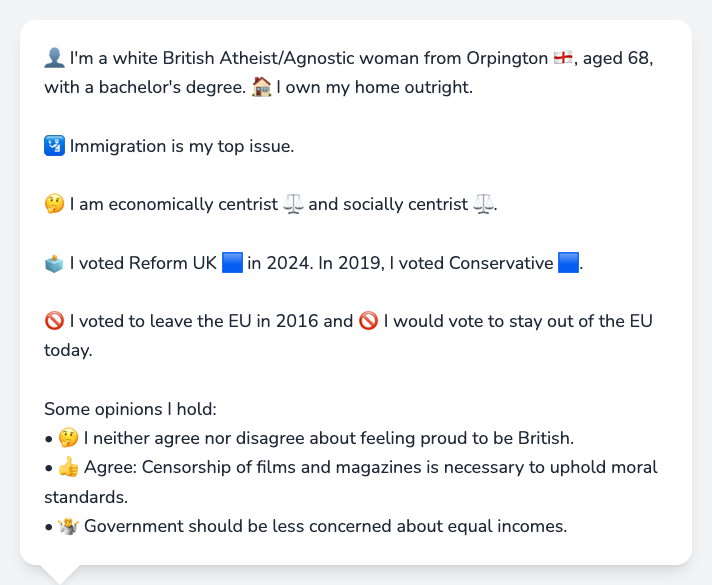 👤 I'm a white British Atheist/Agnostic woman from Orpington 🏴󠁧󠁢󠁥󠁮󠁧󠁿, aged 68,
with a bachelor's degree. 🏠 I own my home outright.
🛂 Immigration is my top issue.
🤔 I am economically centrist ⚖️ and socially centrist ⚖️.
🗳️ I voted Reform UK 🟦 in 2024. In 2019, I voted Conservative 🟦.
🚫 I voted to leave the EU in 2016 and 🚫 I would vote to stay out of the EU
today.
Some opinions I hold:
• 🤔 I neither agree nor disagree about feeling proud to be British.
• 👍 Agree: Censorship of films and magazines is necessary to uphold moral
standards.
• 🤷 Government should be less concerned about equal incomes.